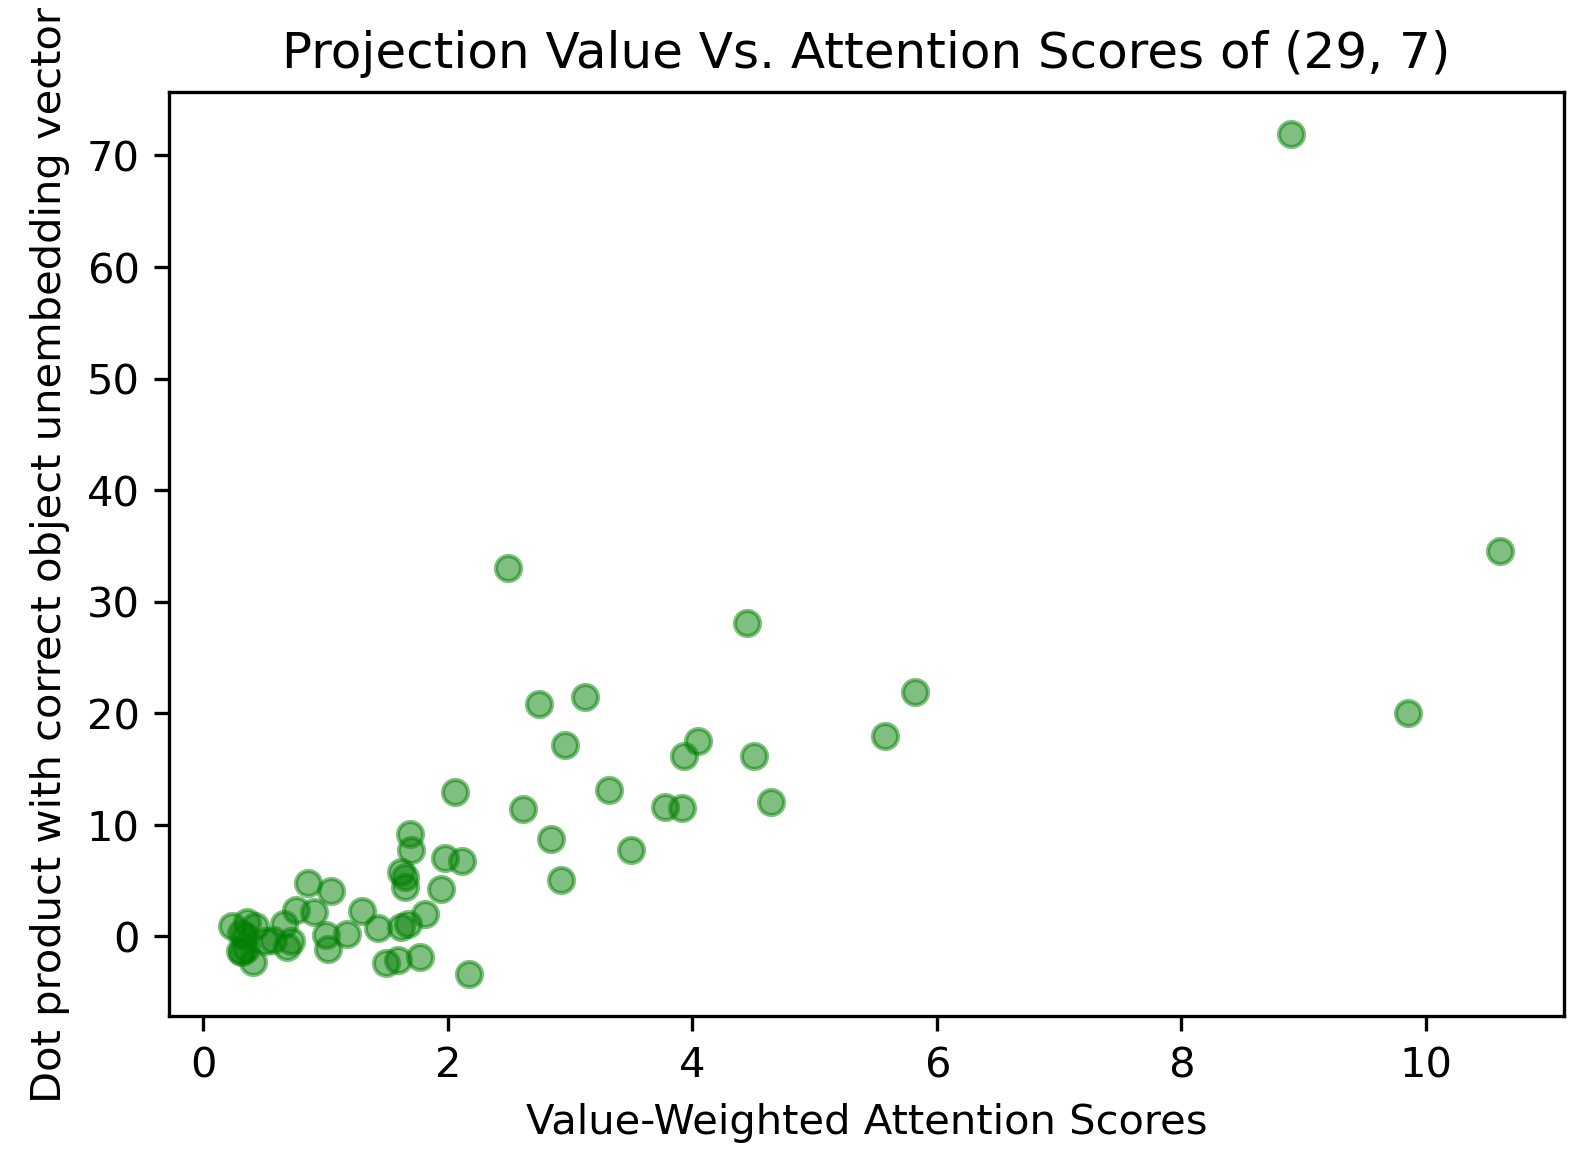 Projection Value Vs. Attention Scores of (29, 7)
Dot product with correct object unembedding vector
70
60
50
40
30
20
10
0
0 2 4 6 8 10
Value-Weighted Attention Scores